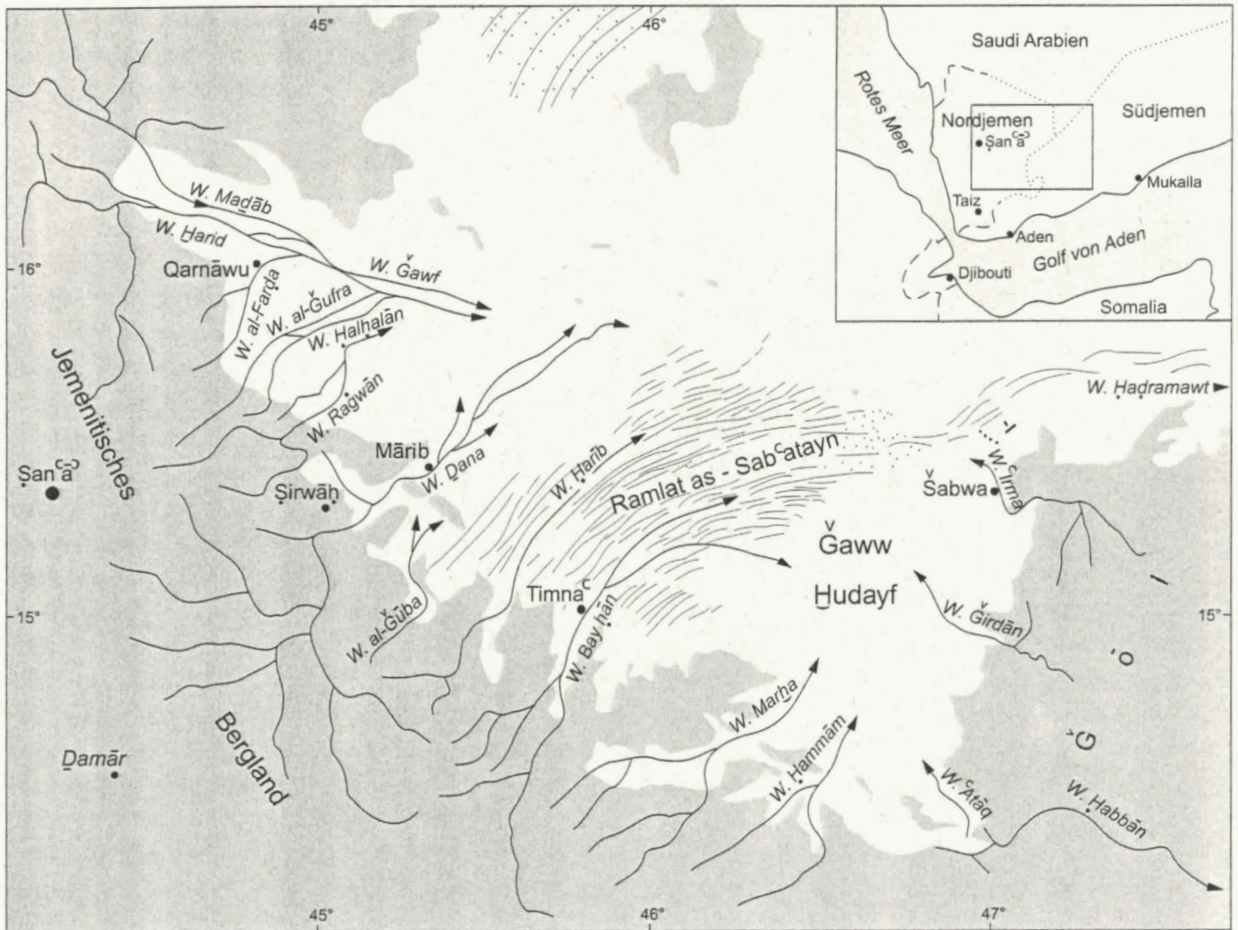 45°
46°
Saudi Arabien
Rotes Meer
Nordjemen
Südjemen
Ṣanʿāʾ
Mukalla
Taiz
Aden
Golf von Aden
Djibouti
Somalia
W. Maḏāb
W. Ḫarid
16°
Qarnāwu
W. Ǧawf
W. al-Farḍa
W. al-Ǧufra
W. Halhalān
W. Raġwān
Jemenitisches
Bergland
W. Ḥaḍramawt
Mārib
W. Ḏana
W. Ḥarīb
Ramlat as - Sabʿatayn
Ṣanʿāʾ
Ṣirwāḥ
W. ʿIrma
Šabwa
Ǧaww
Ḫudayf
Timnaʿ
15°
15°
W. al-Ǧūba
W. Bayḥān
W. Ǧirdān
W. Marḫa
W. Ḥammām
Ḏamār
W. ʿAtāq
W. Ḥabbān
Ǧ ō l
45°
46°
47°